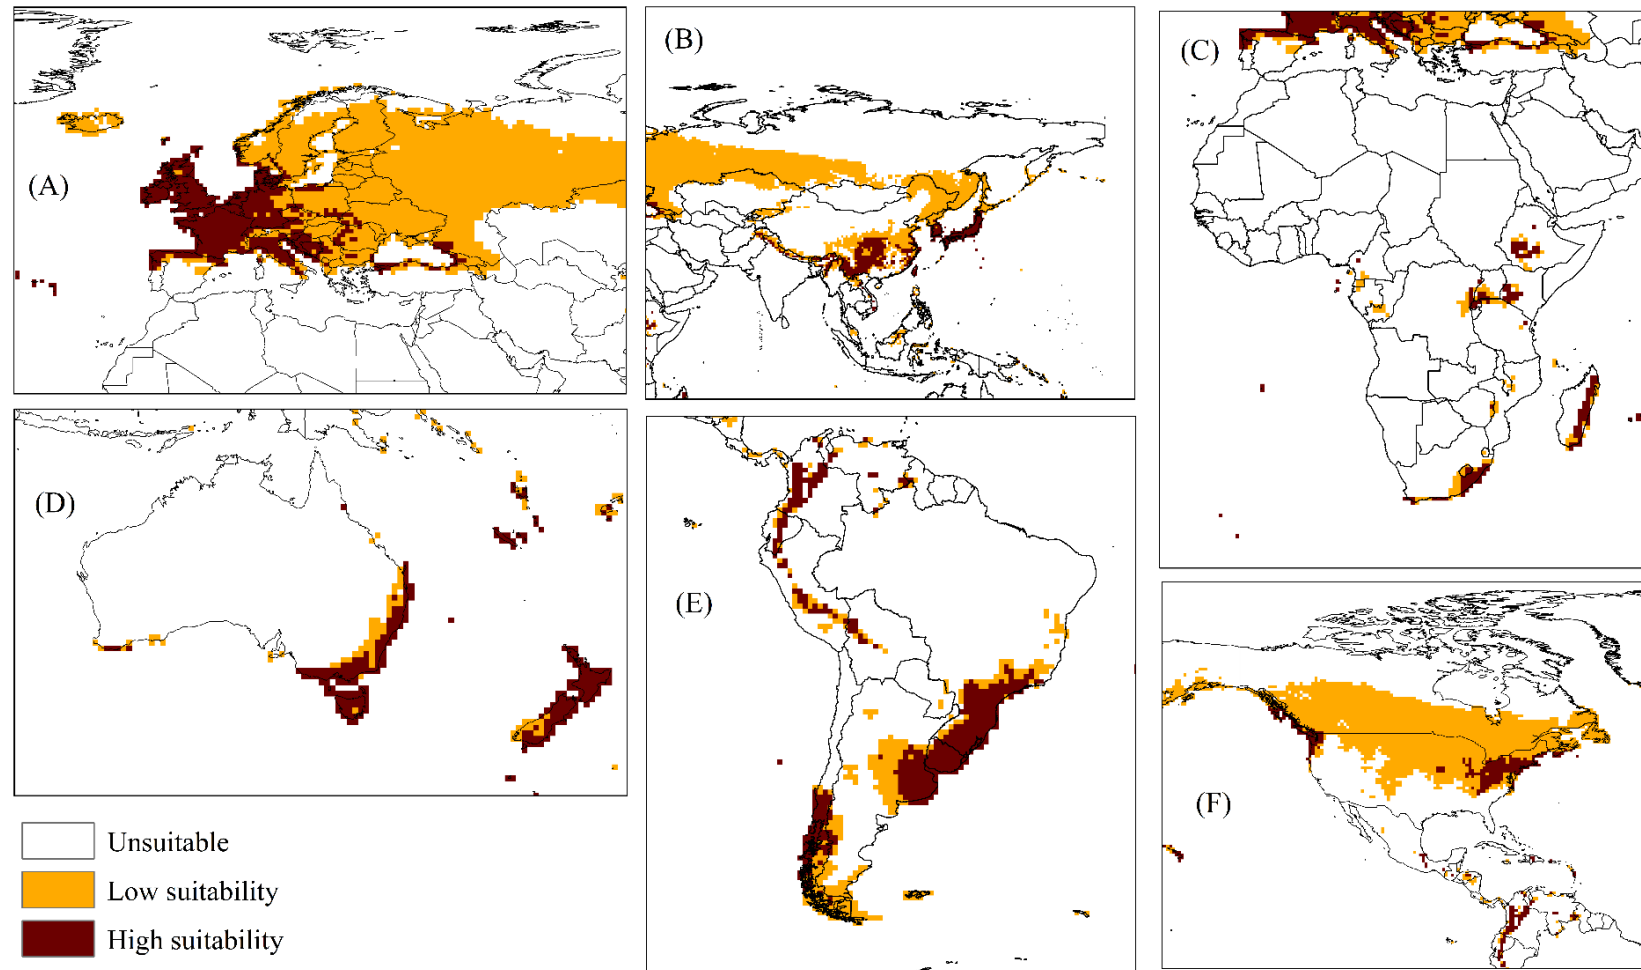 (A)
(B)
(C)
(D)
(E)
(F)
Unsuitable
Low suitability
High suitability